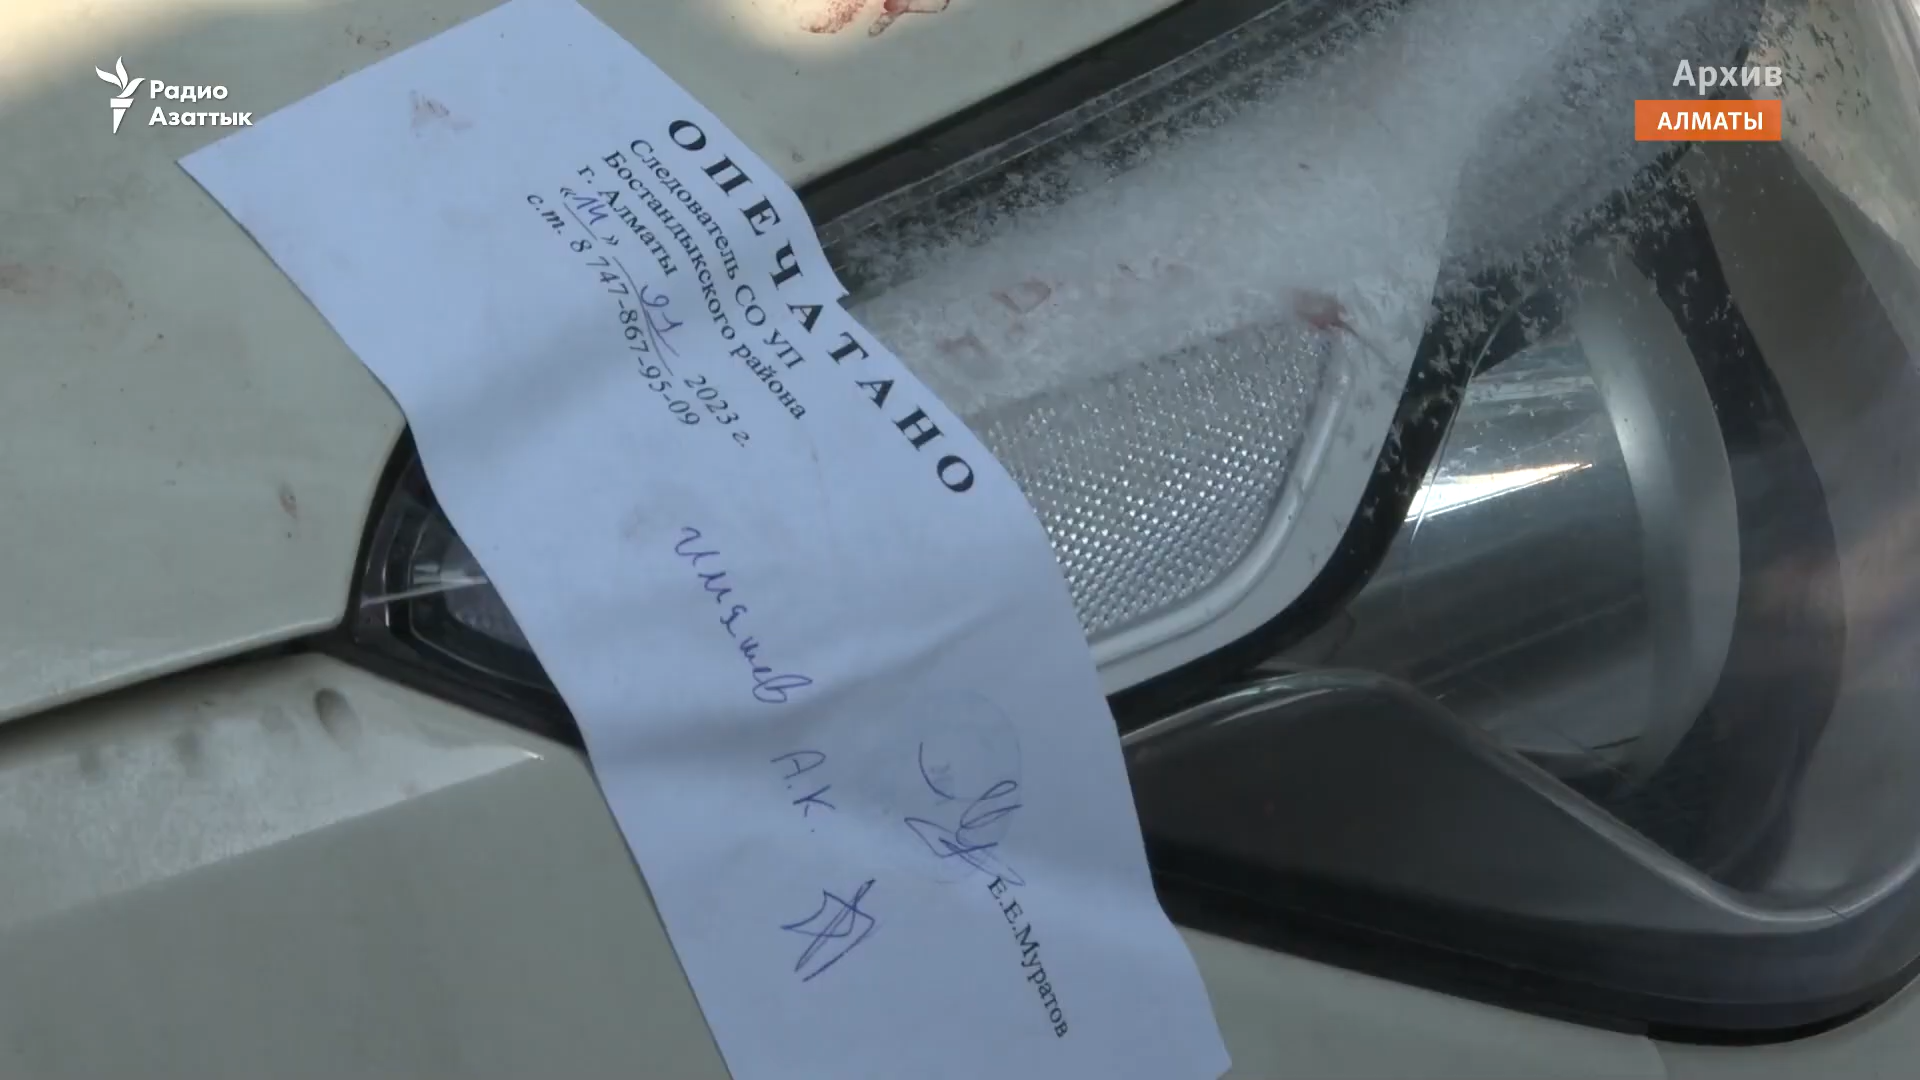 Радио
Азаттык
Архив
АЛМАТЫ
ОПЕЧАТАНО
Следователь СО УП
Бостандыкского района
г. Алматы
«14» 01 2023 г.
с.т. 8 747-867-95-09
Имяшев
А.К.
Е.Е.Муратов